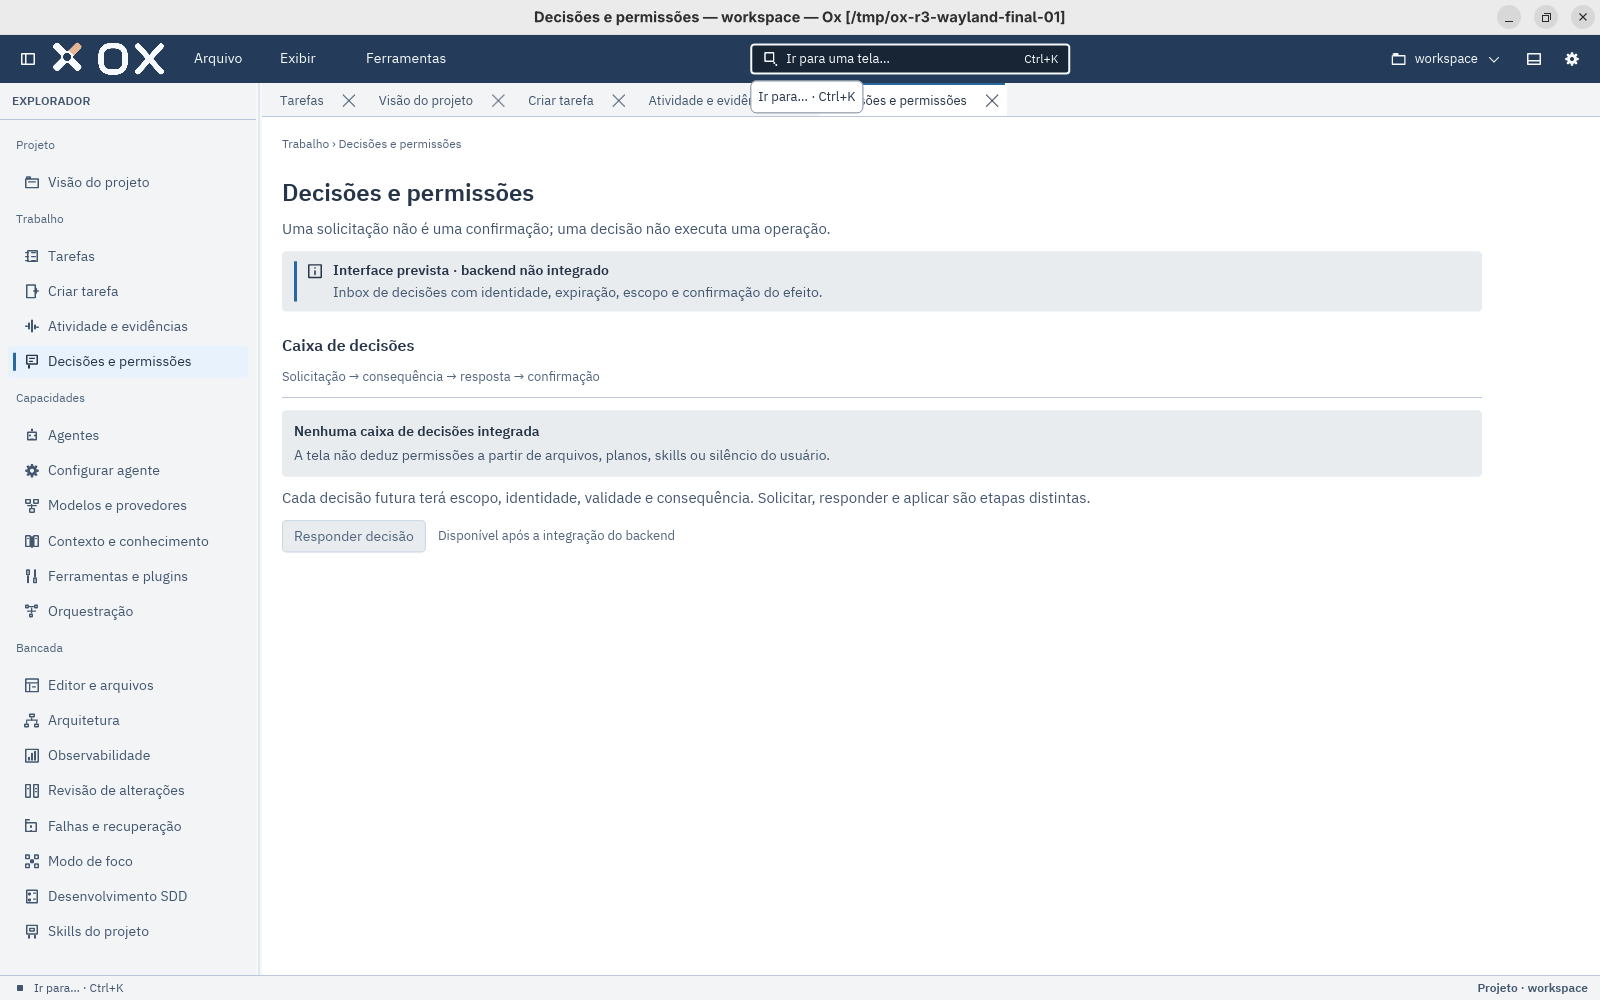 Decisões e permissões — workspace — Ox [/tmp/ox-r3-wayland-final-01]
OX Arquivo Exibir Ferramentas Ir para uma tela... Ctrl+K workspace
EXPLORADOR
Tarefas Visão do projeto Criar tarefa Atividade e evidên ões e permissões
Ir para... · Ctrl+K
Projeto
Visão do projeto
Trabalho
Tarefas
Criar tarefa
Atividade e evidências
Decisões e permissões
Capacidades
Agentes
Configurar agente
Modelos e provedores
Contexto e conhecimento
Ferramentas e plugins
Orquestração
Bancada
Editor e arquivos
Arquitetura
Observabilidade
Revisão de alterações
Falhas e recuperação
Modo de foco
Desenvolvimento SDD
Skills do projeto
Trabalho › Decisões e permissões
Decisões e permissões
Uma solicitação não é uma confirmação; uma decisão não executa uma operação.
Interface prevista · backend não integrado
Inbox de decisões com identidade, expiração, escopo e confirmação do efeito.
Caixa de decisões
Solicitação → consequência → resposta → confirmação
Nenhuma caixa de decisões integrada
A tela não deduz permissões a partir de arquivos, planos, skills ou silêncio do usuário.
Cada decisão futura terá escopo, identidade, validade e consequência. Solicitar, responder e aplicar são etapas distintas.
Responder decisão Disponível após a integração do backend
Ir para... · Ctrl+K Projeto · workspace